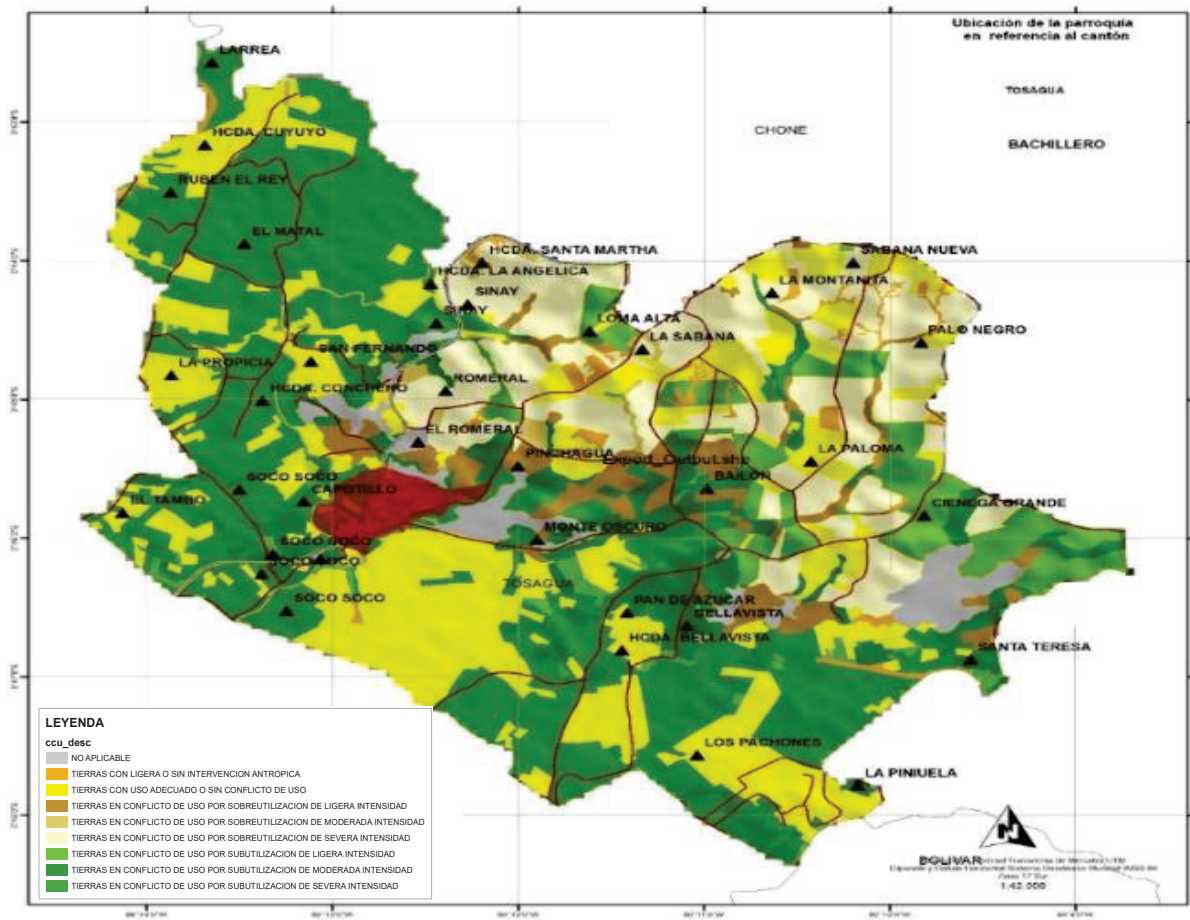 Ubicación de la parroquia
en referencia al cantón
LARREA
TOSAGUA
CHONE
HCDA. CUYUYO
BACHILLERO
RUBEN EL REY
EL MATAL
HCDA. SANTA MARTHA
SABANA NUEVA
HCDA. LA ANGELICA
LA MONTANITA
SINAY
SINAY
LOMA ALTA
LA SABANA
PALO NEGRO
SAN FERNANDO
LA PROPICIA
HCDA. CONCHERO
ROMERAL
EL ROMERAL
PINCHAGUA
Export_Output.shp
LA PALOMA
SOCO SOCO
CAPOTILLO
BAILON
EL TAMBO
CIENEGA GRANDE
MONTE OSCURO
SOCO SOCO
SOCO SOCO
TOSAGUA
SOCO SOCO
PAN DE AZUCAR
BELLAVISTA
HCDA. BELLAVISTA
SANTA TERESA
LOS PACHONES
LA PINIUELA
LEYENDA
ccu_desc
NO APLICABLE
TIERRAS CON LIGERA O SIN INTERVENCION ANTROPICA
TIERRAS CON USO ADECUADO O SIN CONFLICTO DE USO
TIERRAS EN CONFLICTO DE USO POR SOBREUTILIZACION DE LIGERA INTENSIDAD
TIERRAS EN CONFLICTO DE USO POR SOBREUTILIZACION DE MODERADA INTENSIDAD
TIERRAS EN CONFLICTO DE USO POR SOBREUTILIZACION DE SEVERA INTENSIDAD
TIERRAS EN CONFLICTO DE USO POR SUBUTILIZACION DE LIGERA INTENSIDAD
TIERRAS EN CONFLICTO DE USO POR SUBUTILIZACION DE MODERADA INTENSIDAD
TIERRAS EN CONFLICTO DE USO POR SUBUTILIZACION DE SEVERA INTENSIDAD
N
BOLIVAR
Zona 17 Sur
1:42,000